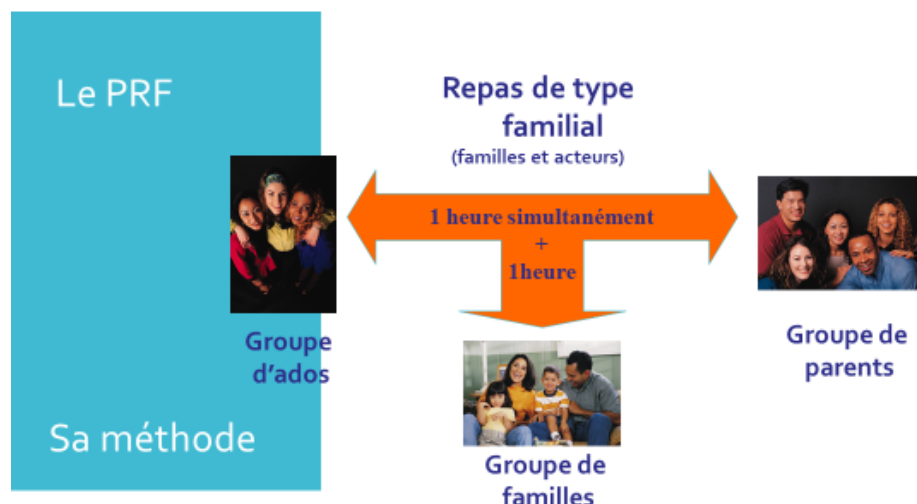 Le PRF
Repas de type
familial
(familles et acteurs)
1 heure simultanément
+
1heure
Groupe
d'ados
Groupe de
parents
Sa méthode
Groupe de
familles